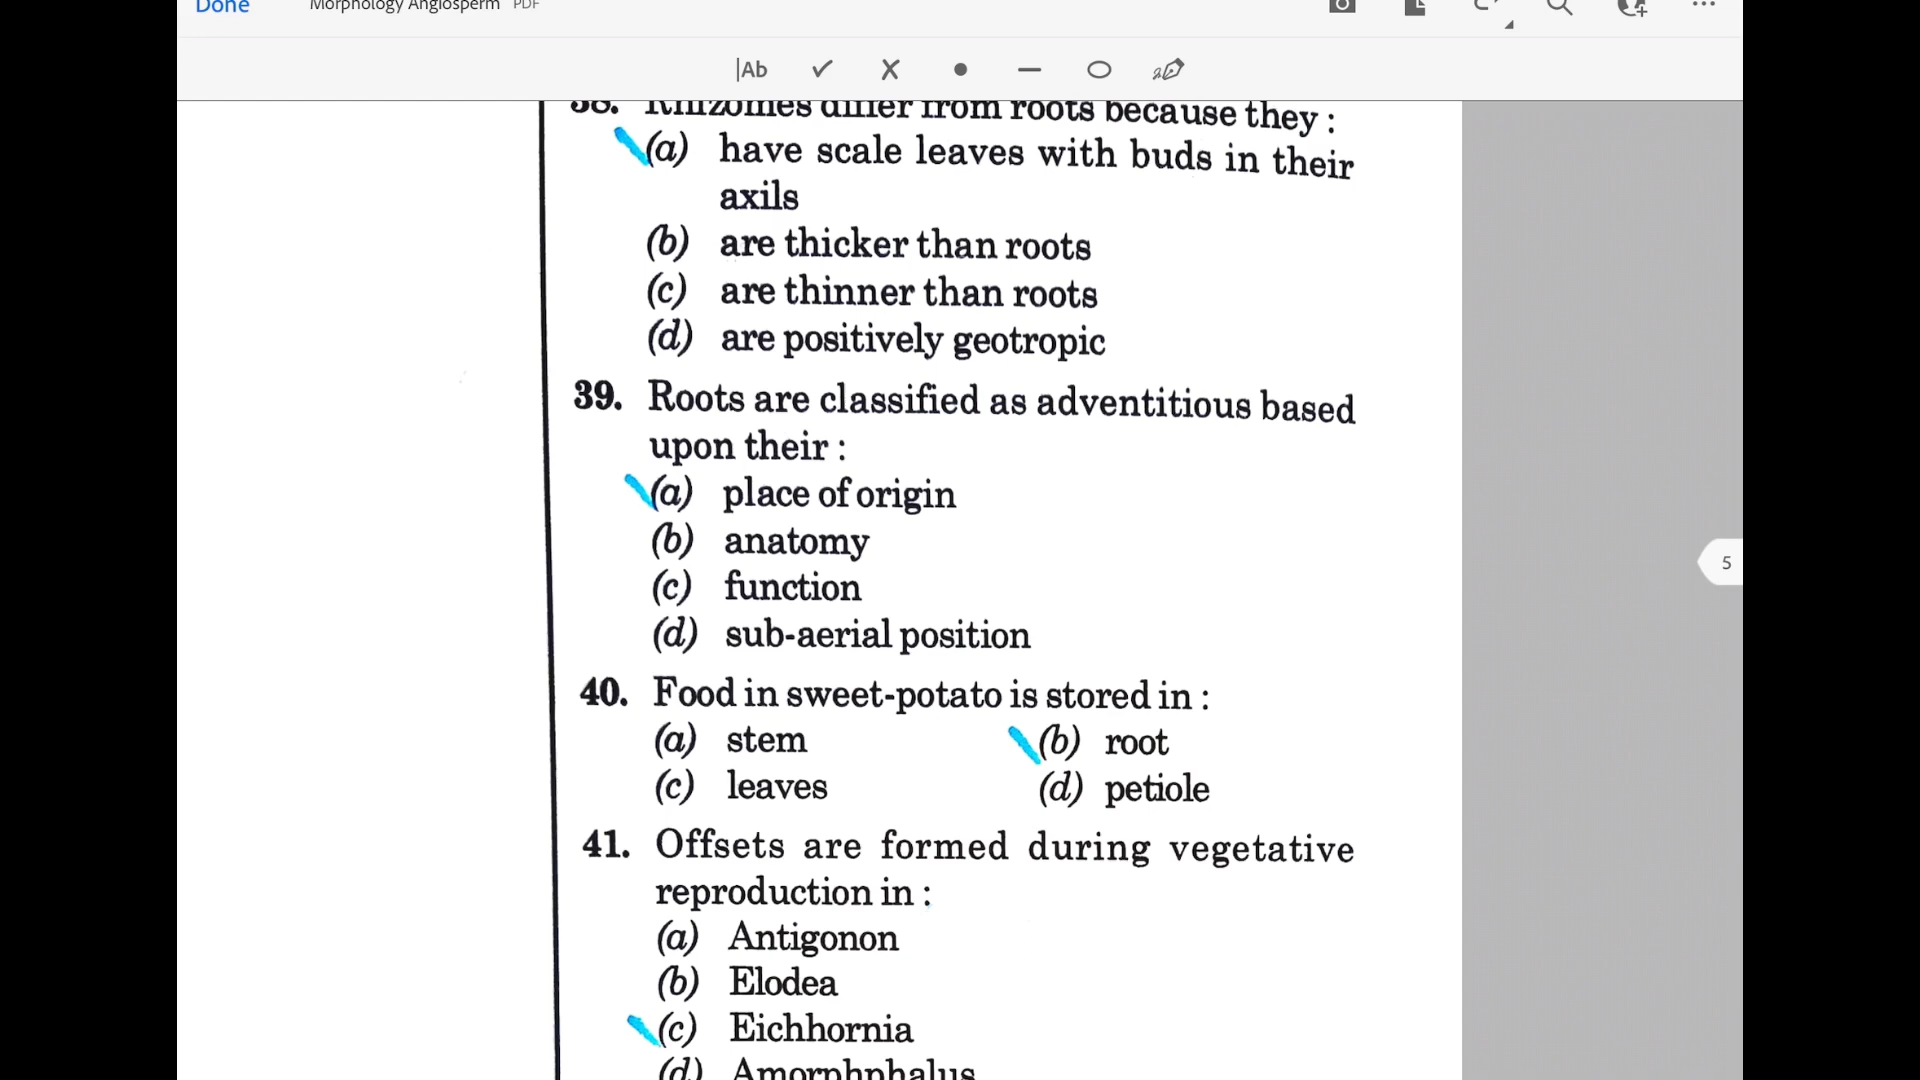 Done Morphology Angiosperm PDF
|Ab
38. Rhizomes differ from roots because they :
(a) have scale leaves with buds in their
axils
(b) are thicker than roots
(c) are thinner than roots
(d) are positively geotropic
39. Roots are classified as adventitious based
upon their :
(a) place of origin
(b) anatomy
(c) function
(d) sub-aerial position
5
40. Food in sweet-potato is stored in :
(a) stem (b) root
(c) leaves (d) petiole
41. Offsets are formed during vegetative
reproduction in :
(a) Antigonon
(b) Elodea
(c) Eichhornia
(d) Amorphphalus